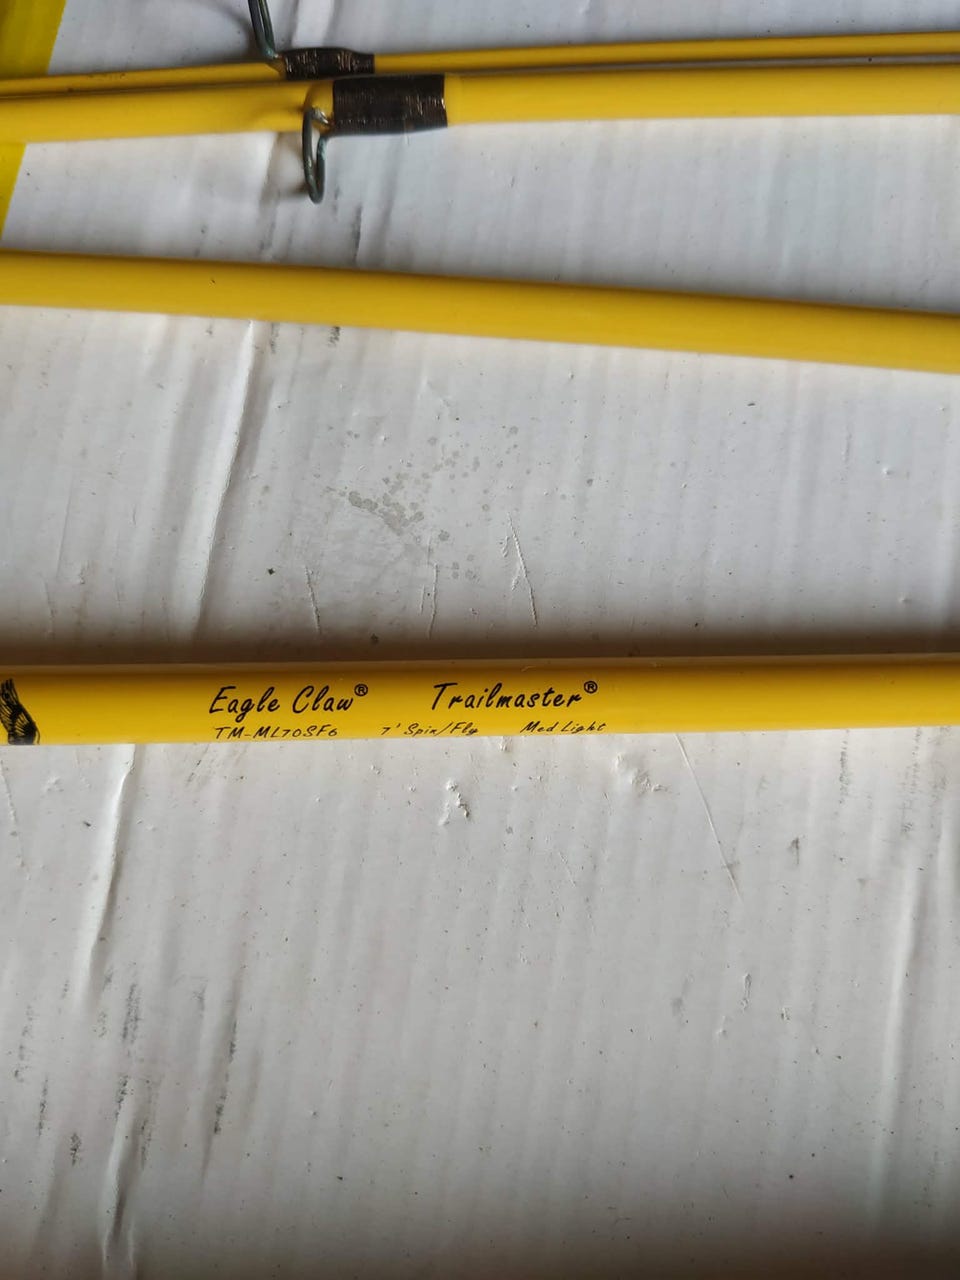 Eagle Claw® Trailmaster®
TM-ML70SF6 7' Spin/Fly Med Light